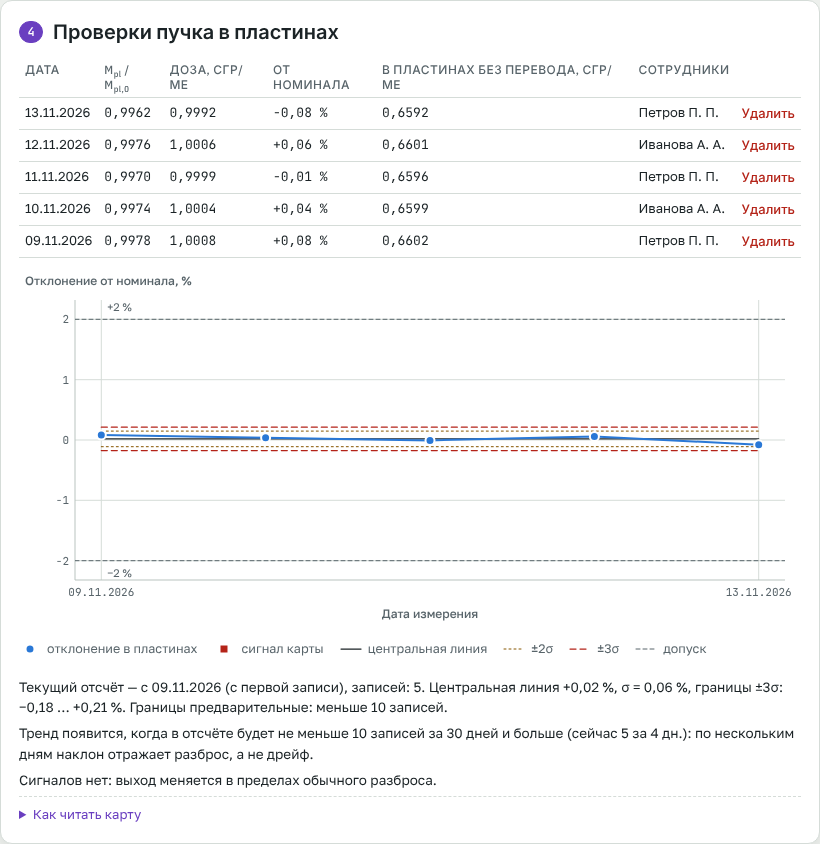 4 Проверки пучка в пластинах
ДАТА M_pl / M_pl,0 ДОЗА, СГР/МЕ ОТ НОМИНАЛА В ПЛАСТИНАХ БЕЗ ПЕРЕВОДА, СГР/МЕ СОТРУДНИКИ
13.11.2026 0,9962 0,9992 -0,08 % 0,6592 Петров П. П. Удалить
12.11.2026 0,9976 1,0006 +0,06 % 0,6601 Иванова А. А. Удалить
11.11.2026 0,9970 0,9999 -0,01 % 0,6596 Петров П. П. Удалить
10.11.2026 0,9974 1,0004 +0,04 % 0,6599 Иванова А. А. Удалить
09.11.2026 0,9978 1,0008 +0,08 % 0,6602 Петров П. П. Удалить
Отклонение от номинала, %
+2 %
2
1
0
-1
-2
−2 %
09.11.2026 13.11.2026
Дата измерения
отклонение в пластинах сигнал карты центральная линия ±2σ ±3σ допуск
Текущий отсчёт — с 09.11.2026 (с первой записи), записей: 5. Центральная линия +0,02 %, σ = 0,06 %, границы ±3σ:
−0,18 … +0,21 %. Границы предварительные: меньше 10 записей.
Тренд появится, когда в отсчёте будет не меньше 10 записей за 30 дней и больше (сейчас 5 за 4 дн.): по нескольким
дням наклон отражает разброс, а не дрейф.
Сигналов нет: выход меняется в пределах обычного разброса.
Как читать карту